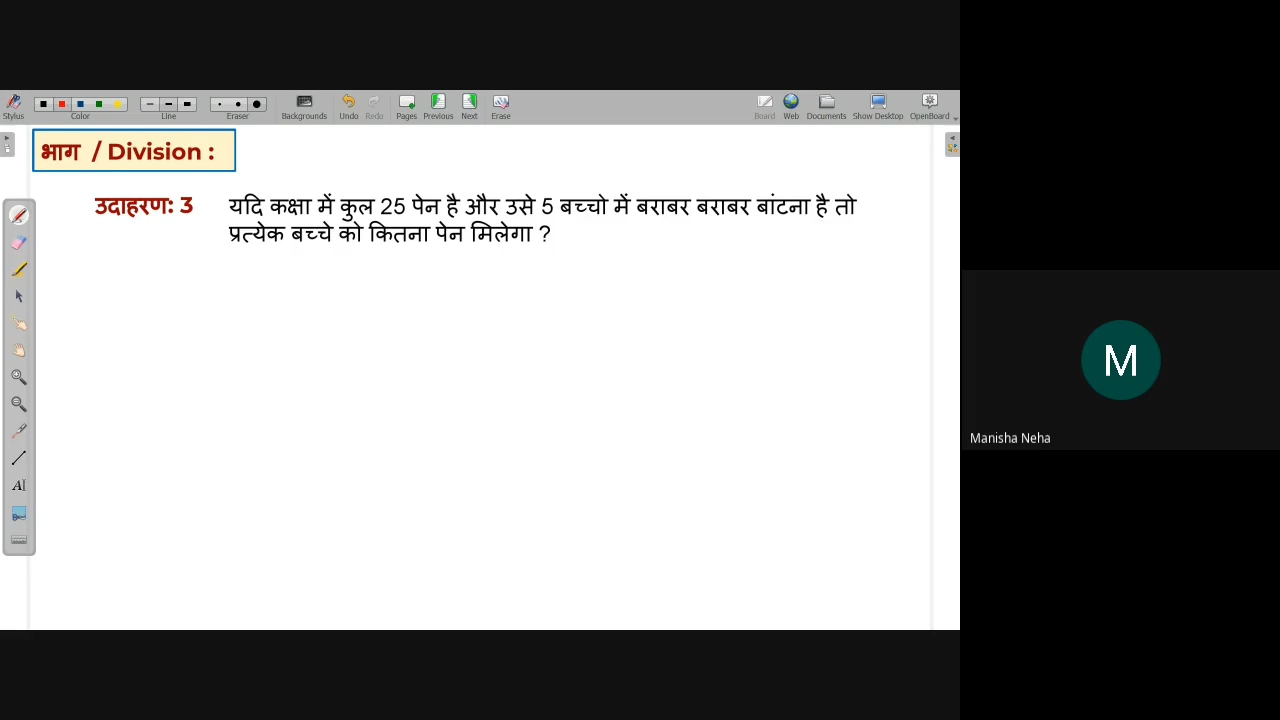 Stylus
Color
Line
Eraser
Backgrounds
Undo
Redo
Pages
Previous
Next
Erase
Board
Web
Documents
Show Desktop
OpenBoard
भाग / Division :
उदाहरण: 3 यदि कक्षा में कुल 25 पेन है और उसे 5 बच्चो में बराबर बराबर बांटना है तो
प्रत्येक बच्चे को कितना पेन मिलेगा ?
AI
M
Manisha Neha